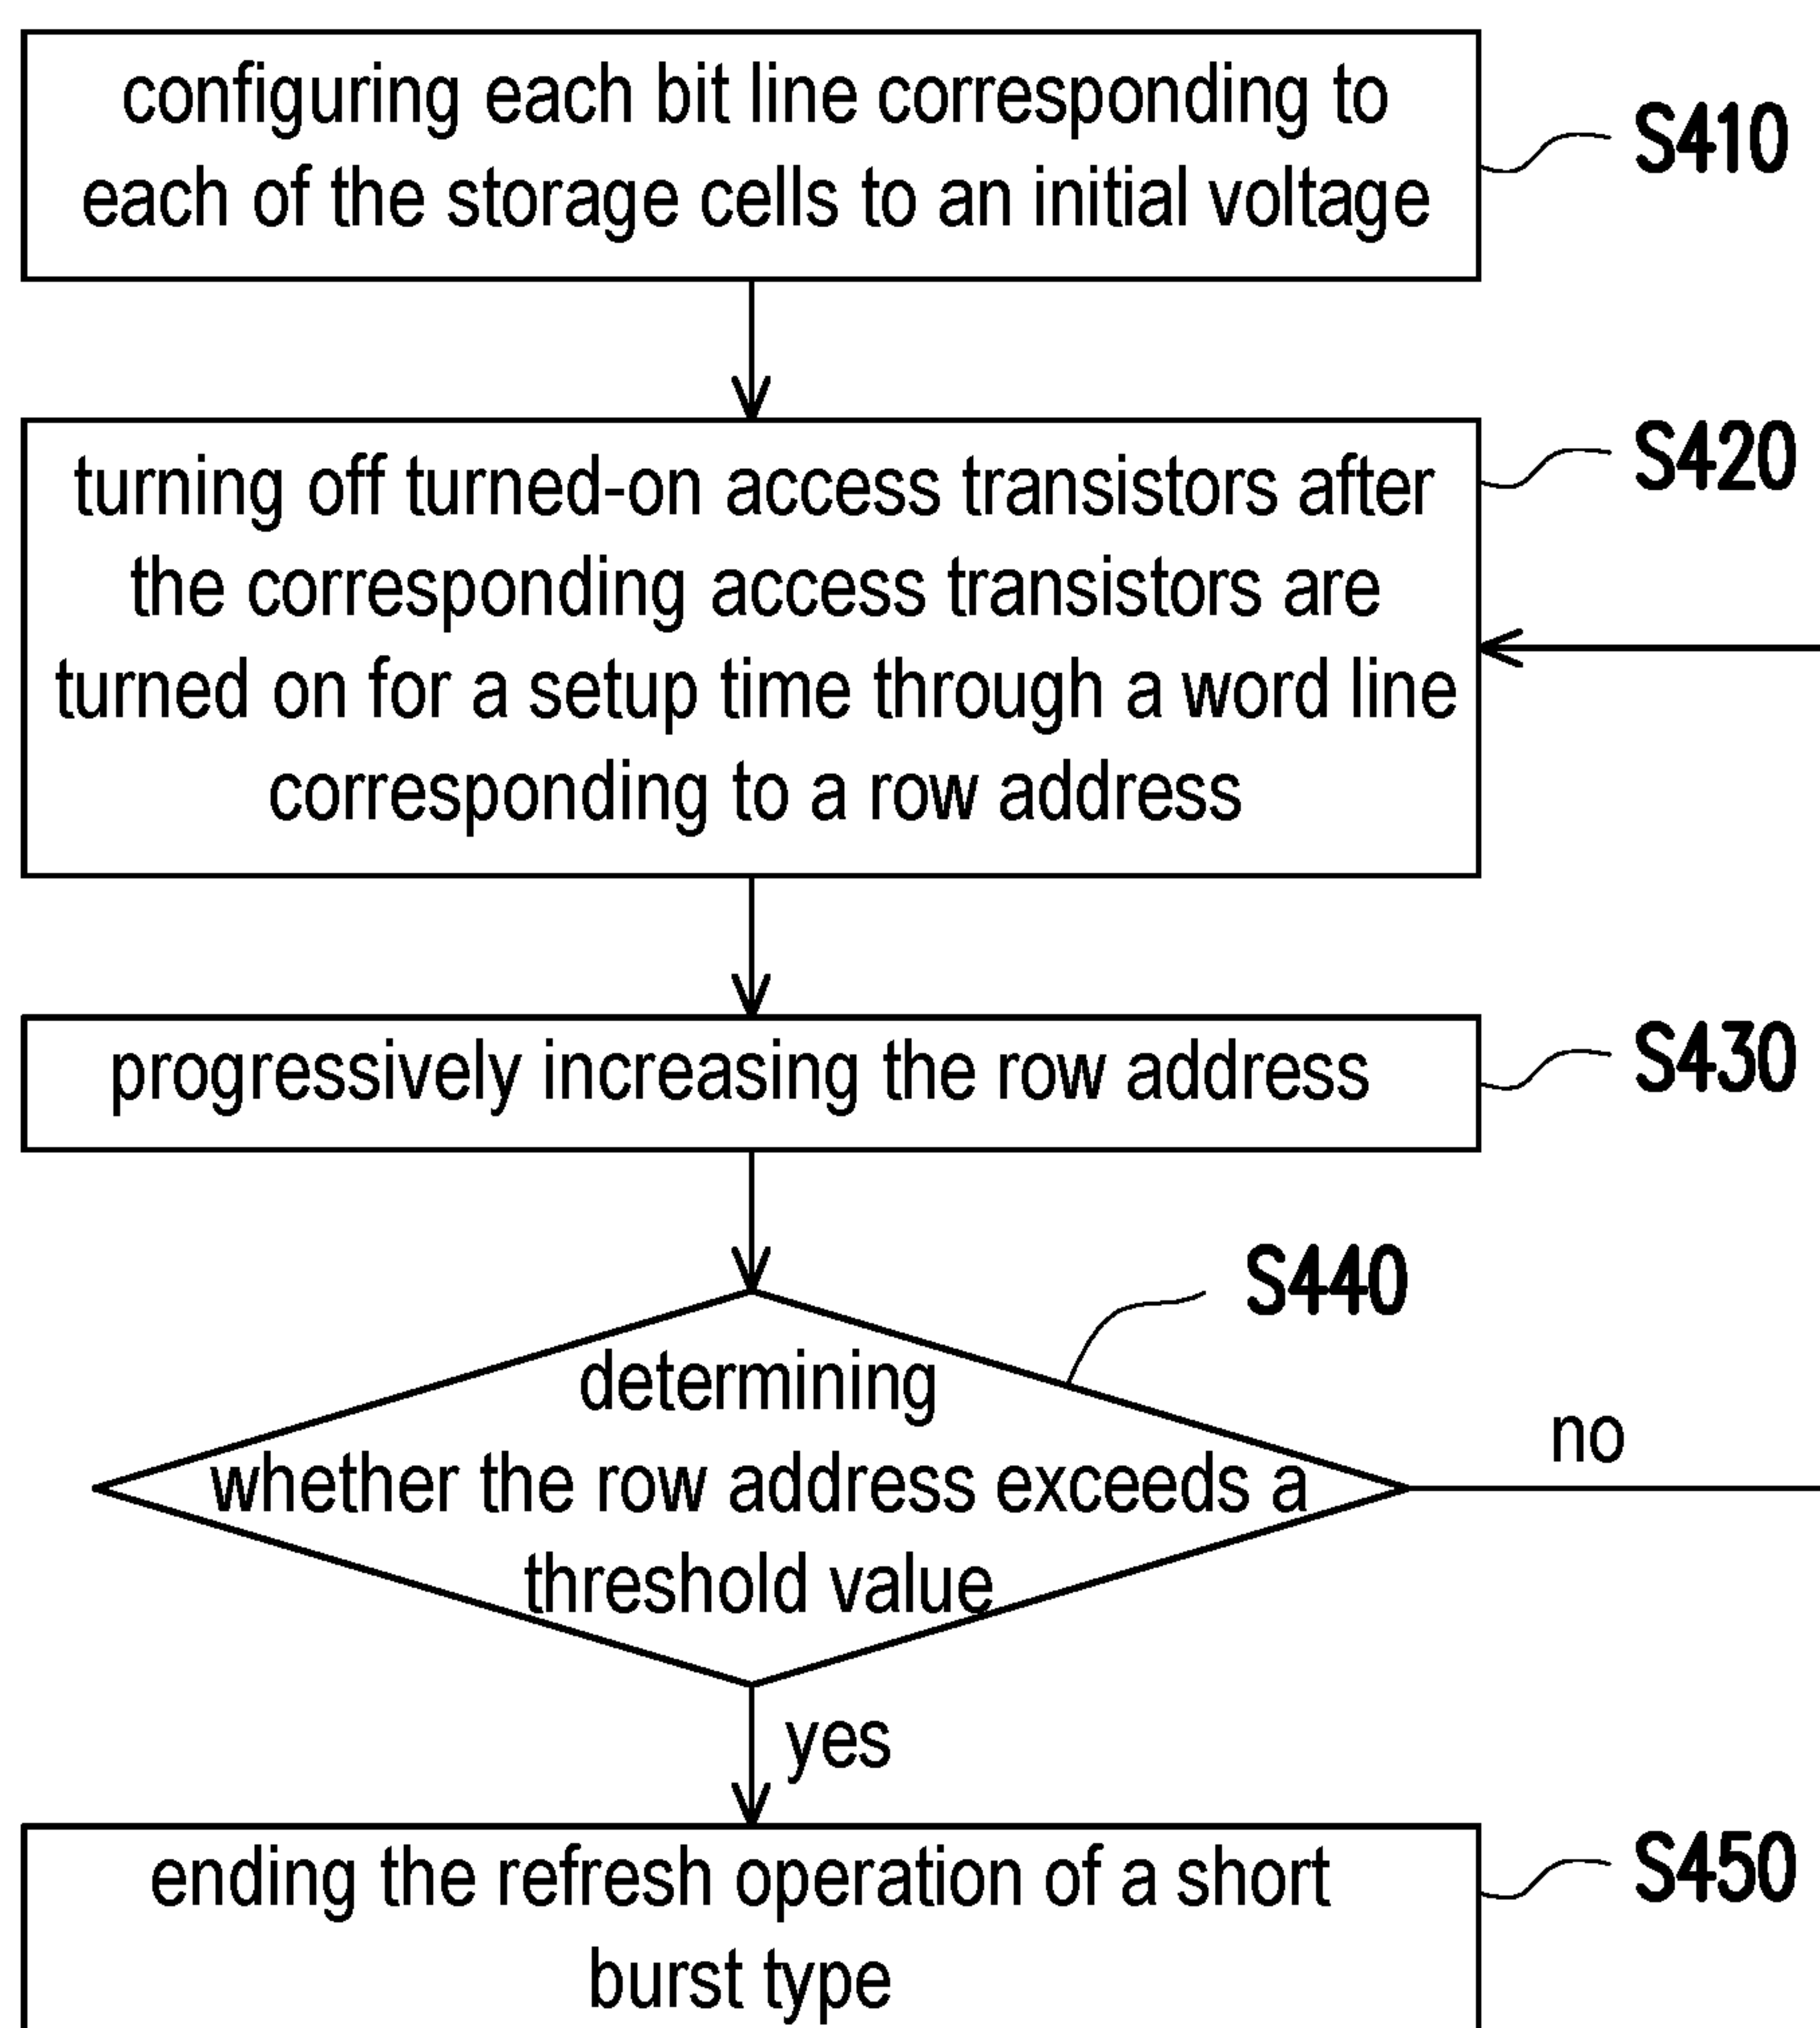 configuring each bit line corresponding to
each of the storage cells to an initial voltage
S410
turning off turned-on access transistors after
the corresponding access transistors are
turned on for a setup time through a word line
corresponding to a row address
S420
progressively increasing the row address
S430
S440
determining
whether the row address exceeds a
threshold value
no
yes
ending the refresh operation of a short
burst type
S450